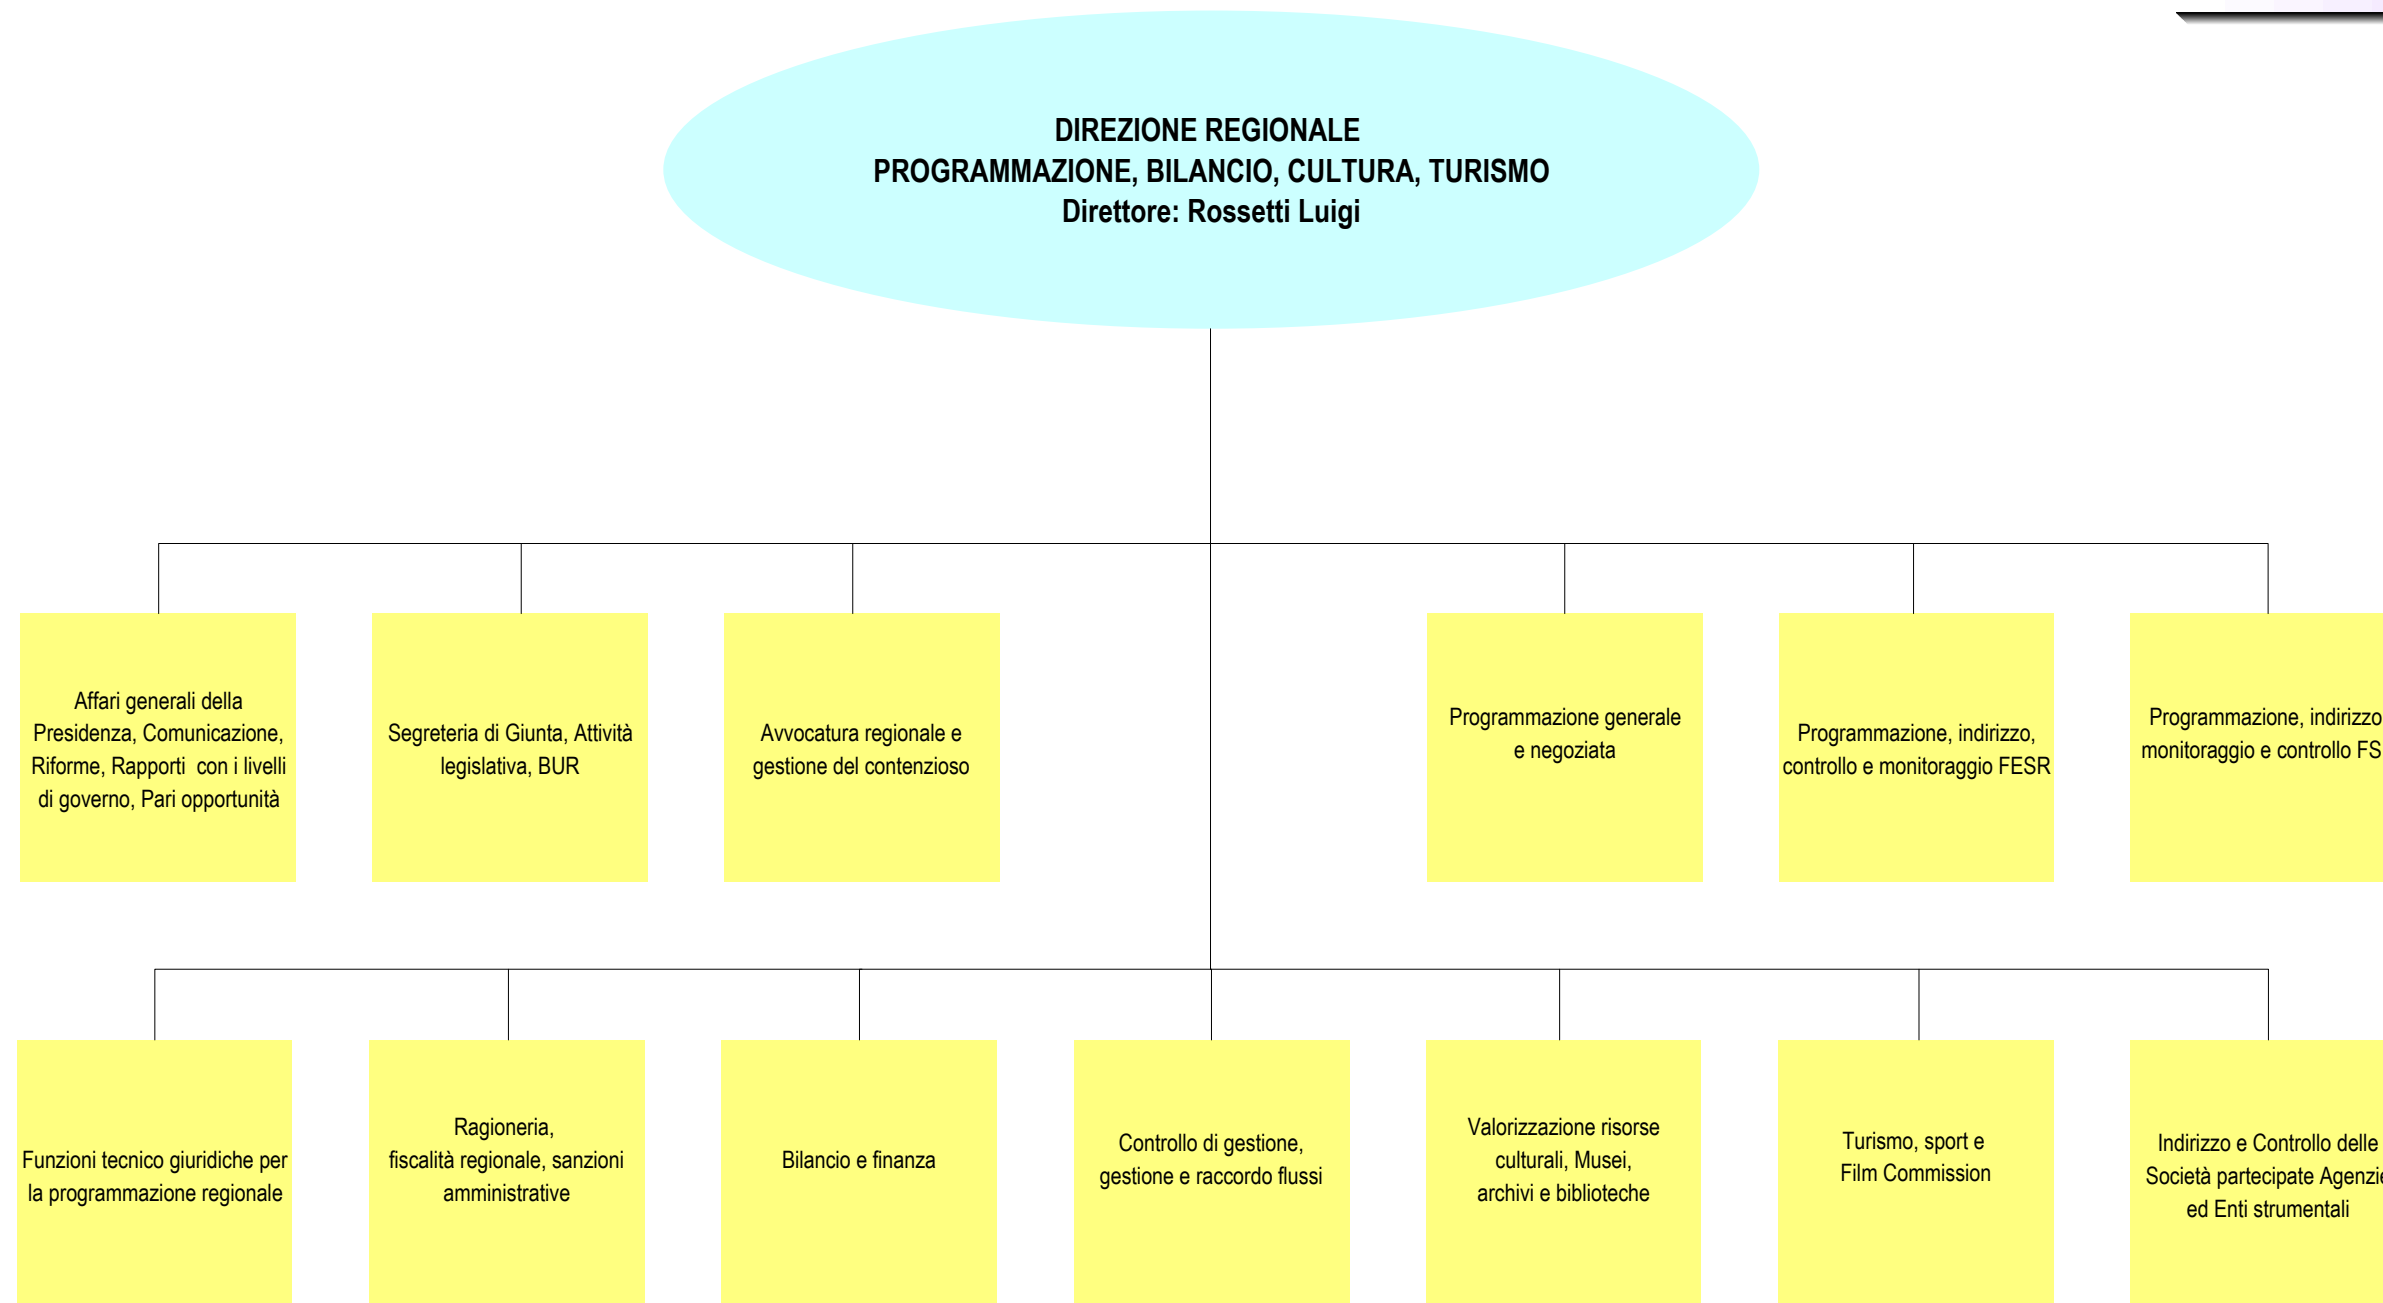 DIREZIONE REGIONALE
PROGRAMMAZIONE, BILANCIO, CULTURA, TURISMO
Direttore: Rossetti Luigi
Affari generali della
Presidenza, Comunicazione,
Riforme, Rapporti con i livelli
di governo, Pari opportunità
Segreteria di Giunta, Attività
legislativa, BUR
Avvocatura regionale e
gestione del contenzioso
Programmazione generale
e negoziata
Programmazione, indirizzo,
controllo e monitoraggio FESR
Programmazione, indirizzo
monitoraggio e controllo FS
Funzioni tecnico giuridiche per
la programmazione regionale
Ragioneria,
fiscalità regionale, sanzioni
amministrative
Bilancio e finanza
Controllo di gestione,
gestione e raccordo flussi
Valorizzazione risorse
culturali, Musei,
archivi e biblioteche
Turismo, sport e
Film Commission
Indirizzo e Controllo delle
Società partecipate Agenzie
ed Enti strumentali